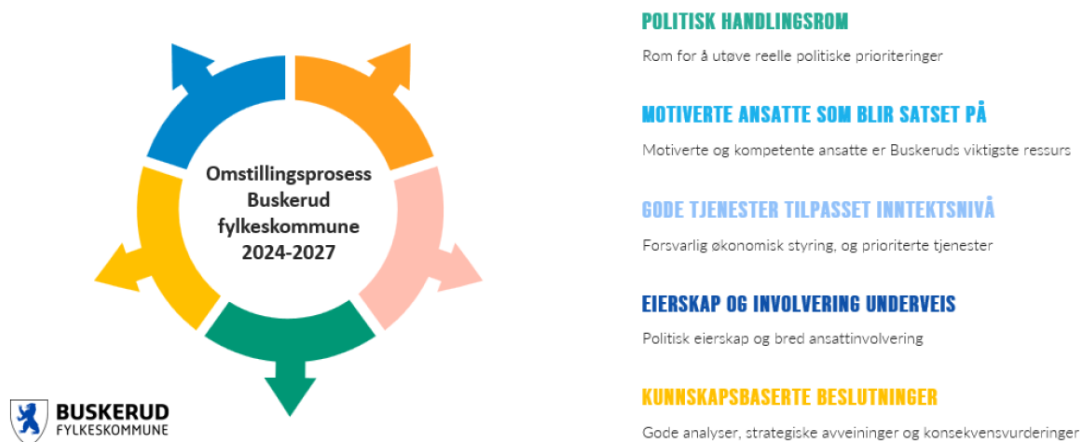 Omstillingsprosess
Buskerud
fylkeskommune
2024-2027
BUSKERUD
FYLKESKOMMUNE
POLITISK HANDLINGSROM
Rom for å utøve reelle politiske prioriteringer
MOTIVERTE ANSATTE SOM BLIR SATSET PÅ
Motiverte og kompetente ansatte er Buskeruds viktigste ressurs
GODE TJENESTER TILPASSET INNTEKTSNIVÅ
Forsvarlig økonomisk styring, og prioriterte tjenester
EIERSKAP OG INVOLVERING UNDERVEIS
Politisk eierskap og bred ansattinvolvering
KUNNSKAPSBASERTE BESLUTNINGER
Gode analyser, strategiske avveininger og konsekvensvurderinger